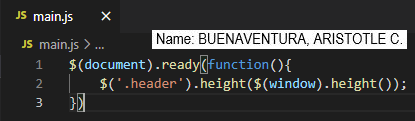 JS main.js ×
JS main.js > ...
Name: BUENAVENTURA, ARISTOTLE C.
1 $(document).ready(function(){
2 $('.header').height($(window).height());
3 })